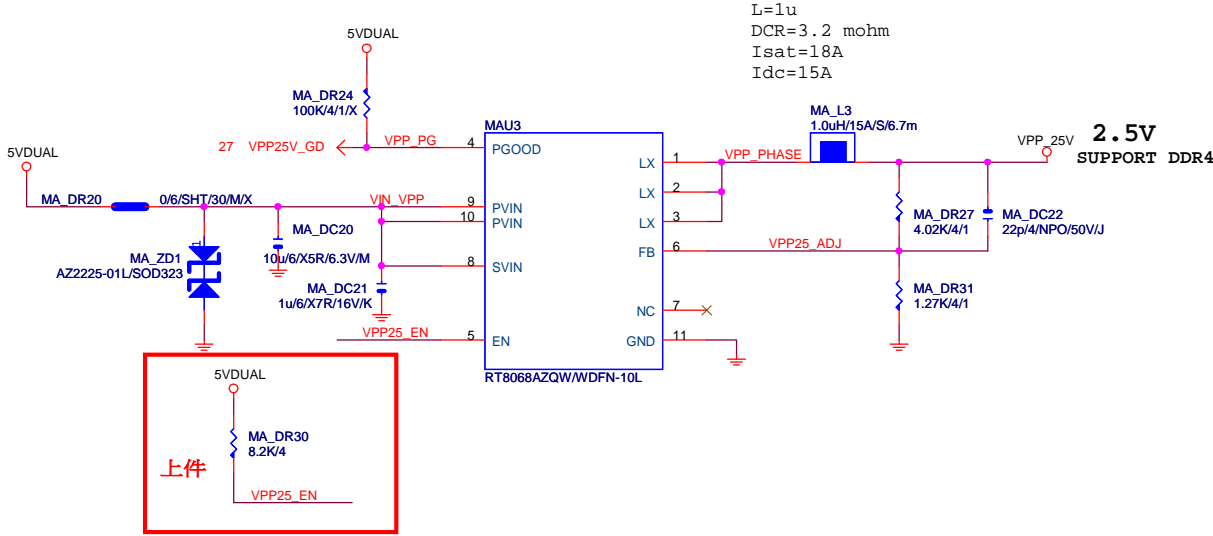 L=1u
DCR=3.2 mohm
Isat=18A
Idc=15A
5VDUAL
MA_DR24
100K/4/1/X
27 VPP25V_GD
VPP_PG
4
PGOOD
MAU3
5VDUAL
MA_DR20
0/6/SHT/30/M/X
VIN_VPP
9
PVIN
10
PVIN
8
SVIN
MA_ZD1
AZ2225-01L/SOD323
1
MA_DC20
10u/6/X5R/6.3V/M
MA_DC21
1u/6/X7R/16V/K
VPP25_EN
5
EN
LX
1
LX
2
LX
3
FB
6
NC
7
GND
11
RT8068AZQW/WDFN-10L
VPP_PHASE
MA_L3
1.0uH/15A/S/6.7m
VPP_25V
2.5V
SUPPORT DDR4
MA_DR27
4.02K/4/1
MA_DC22
22p/4/NPO/50V/J
VPP25_ADJ
MA_DR31
1.27K/4/1
5VDUAL
MA_DR30
8.2K/4
上件
VPP25_EN